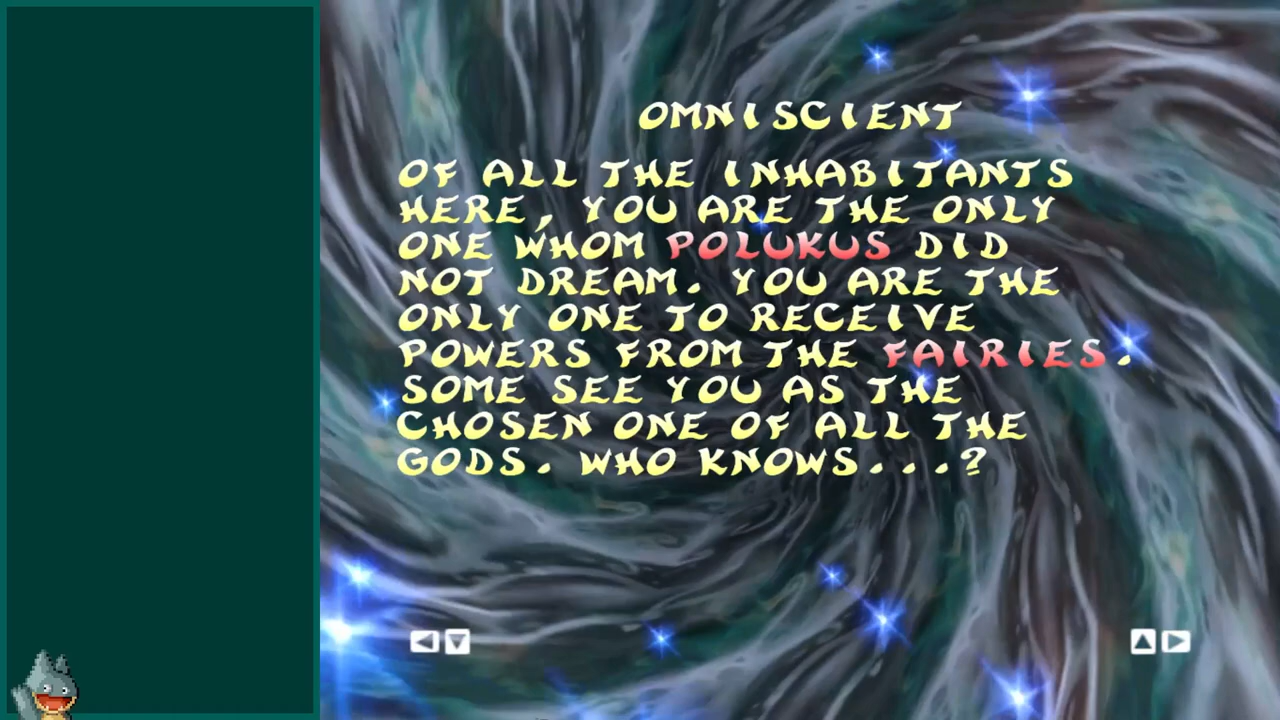 OMNISCIENT
OF ALL THE INHABITANTS
HERE, YOU ARE THE ONLY
ONE WHOM POLUKUS DID
NOT DREAM. YOU ARE THE
ONLY ONE TO RECEIVE
POWERS FROM THE FAIRIES.
SOME SEE YOU AS THE
CHOSEN ONE OF ALL THE
GODS. WHO KNOWS...?